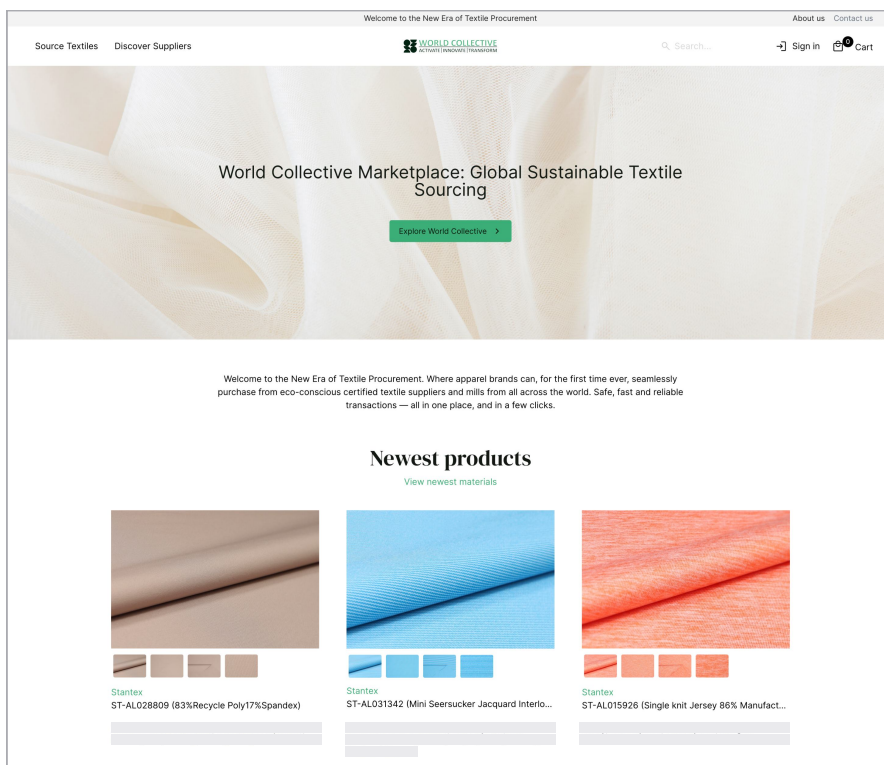 Welcome to the New Era of Textile Procurement
About us Contact us
Source Textiles Discover Suppliers
WORLD COLLECTIVE
ACTIVATE|INNOVATE|TRANSFORM
Search...
Sign in
0
Cart
World Collective Marketplace: Global Sustainable Textile
Sourcing
Explore World Collective
Welcome to the New Era of Textile Procurement. Where apparel brands can, for the first time ever, seamlessly
purchase from eco-conscious certified textile suppliers and mills from all across the world. Safe, fast and reliable
transactions — all in one place, and in a few clicks.
Newest products
View newest materials
Stantex
ST-AL028809 (83%Recycle Poly17%Spandex)
Stantex
ST-AL031342 (Mini Seersucker Jacquard Interlo...
Stantex
ST-AL015926 (Single knit Jersey 86% Manufact...